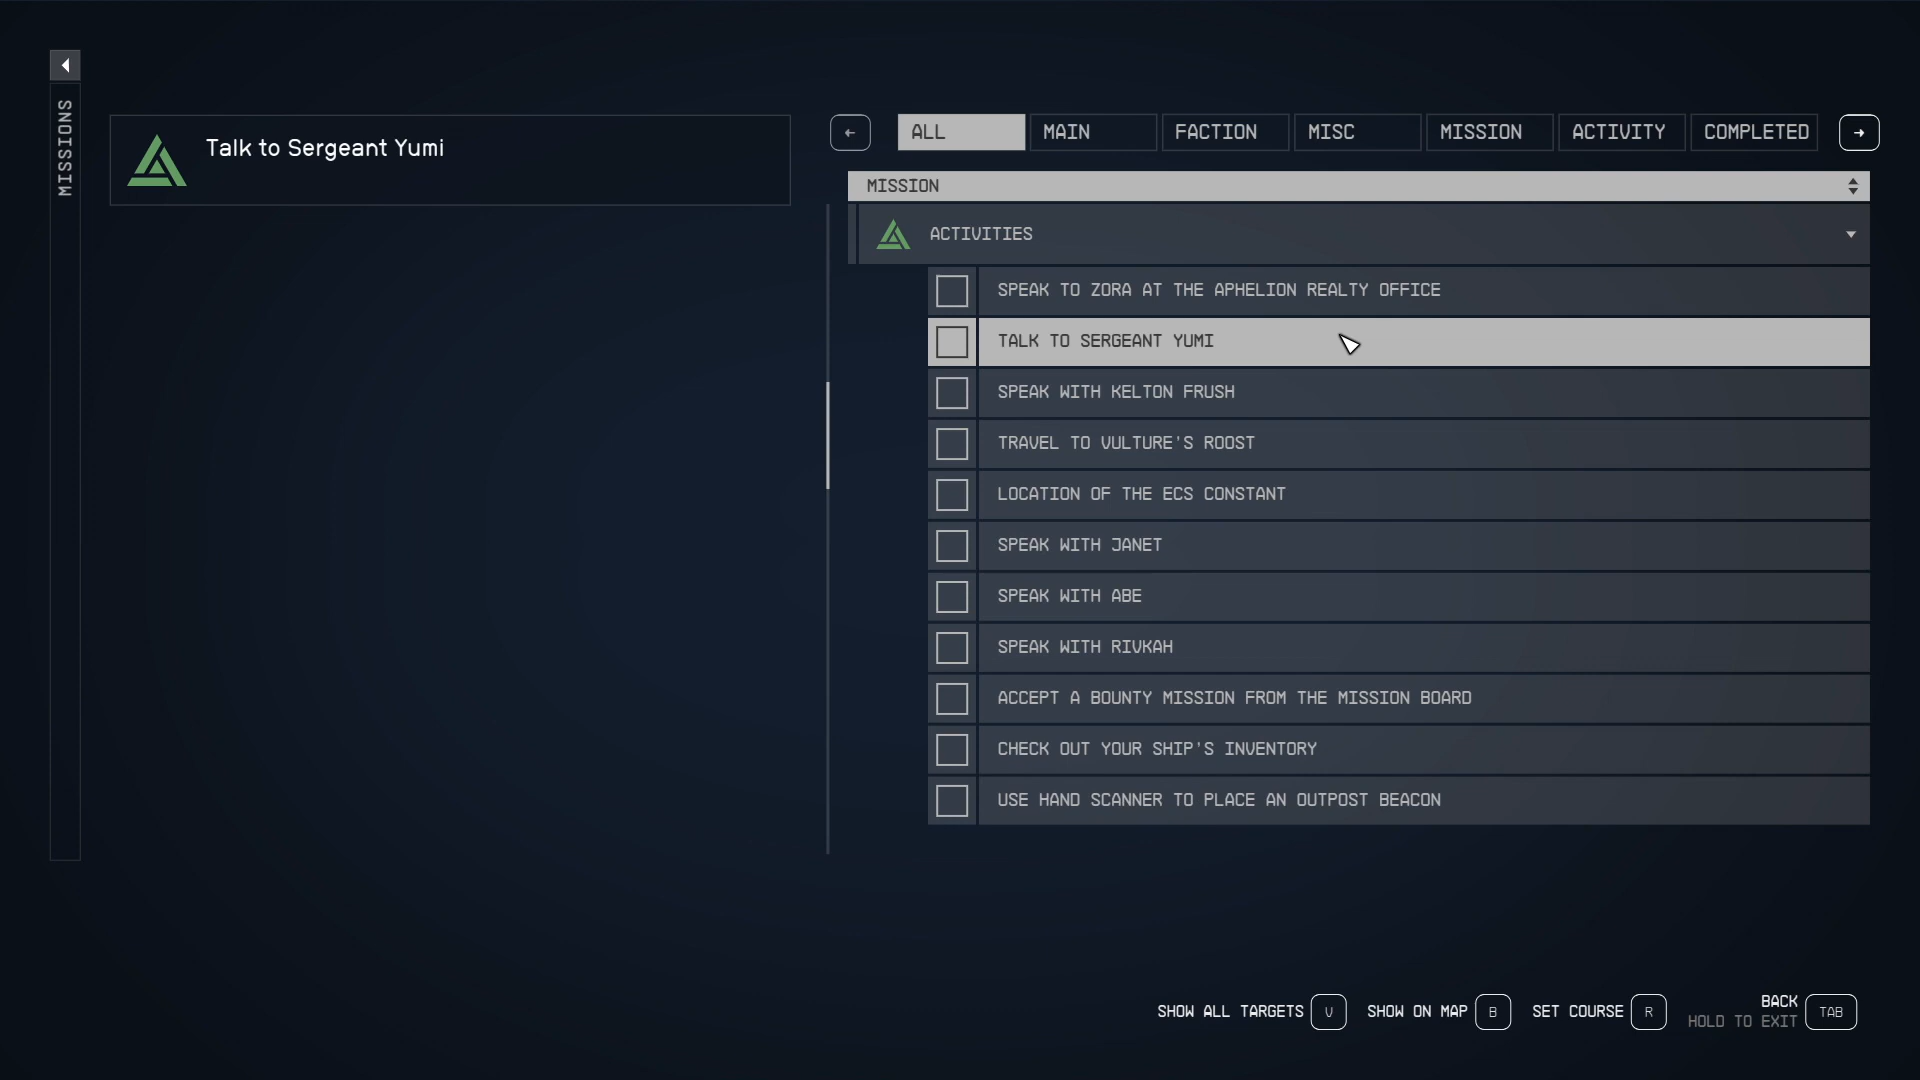 MISSIONS
Talk to Sergeant Yumi
ALL MAIN FACTION MISC MISSION ACTIVITY COMPLETED
MISSION
ACTIVITIES
SPEAK TO ZORA AT THE APHELION REALTY OFFICE
TALK TO SERGEANT YUMI
SPEAK WITH KELTON FRUSH
TRAVEL TO VULTURE'S ROOST
LOCATION OF THE ECS CONSTANT
SPEAK WITH JANET
SPEAK WITH ABE
SPEAK WITH RIVKAH
ACCEPT A BOUNTY MISSION FROM THE MISSION BOARD
CHECK OUT YOUR SHIP'S INVENTORY
USE HAND SCANNER TO PLACE AN OUTPOST BEACON
SHOW ALL TARGETS V SHOW ON MAP B SET COURSE R BACK TAB
HOLD TO EXIT